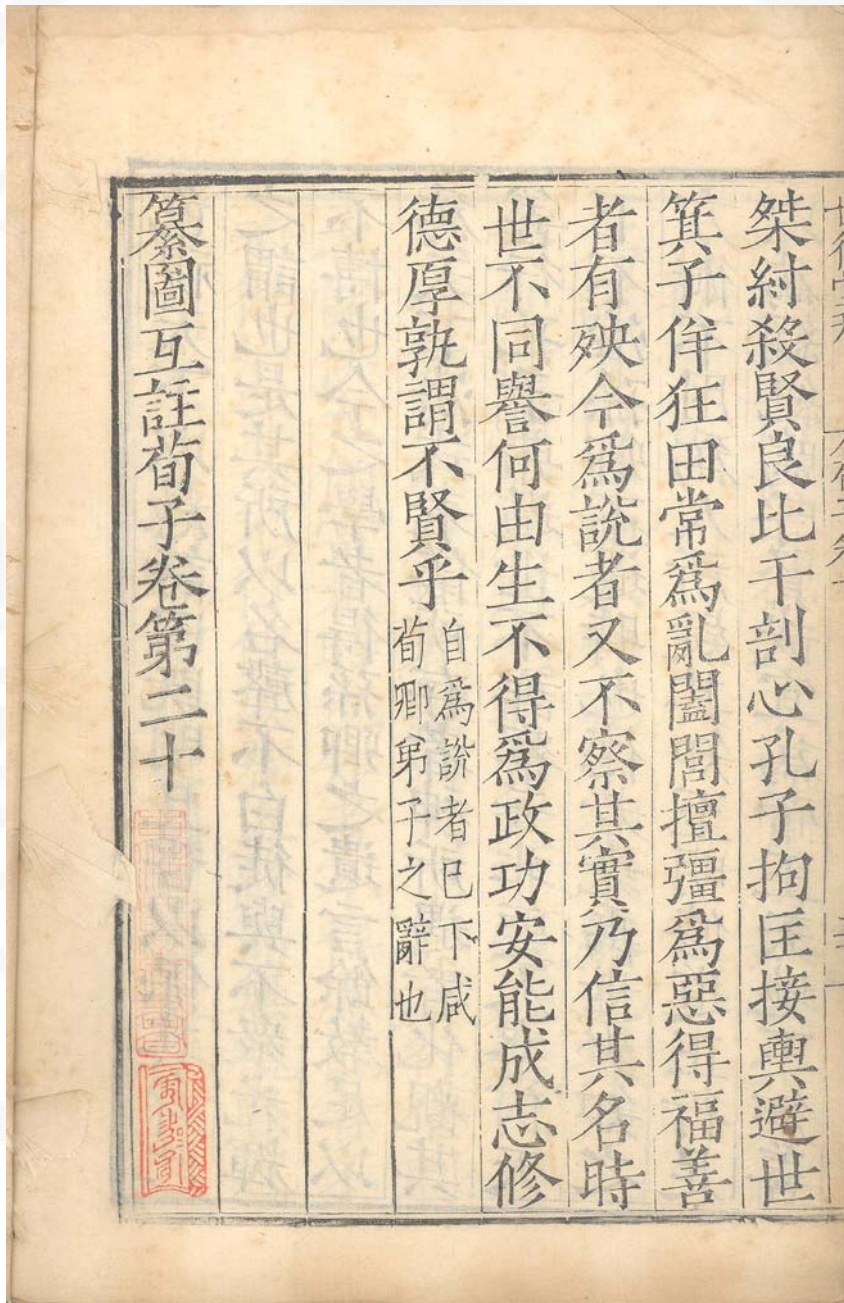 桀紂殺賢良比干剖心孔子拘匡接輿避世
箕子佯狂田常爲亂闔閭擅彊爲惡得福善
者有殃今爲說者又不察其實乃信其名時
世不同譽何由生不得爲政功安能成志修
德厚孰謂不賢乎
自爲說者已下咸
荀卿弟子之辭也
纂圖互註荀子卷第二十